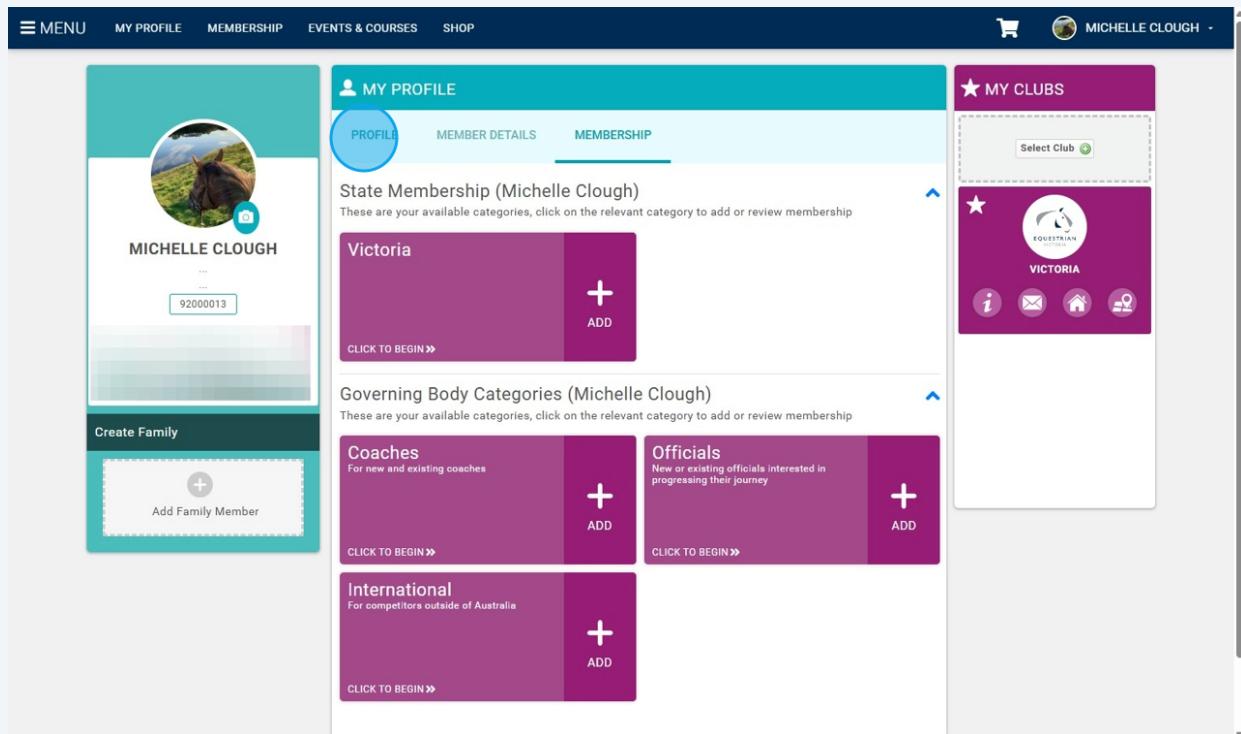 MENU MY PROFILE MEMBERSHIP EVENTS & COURSES SHOP MICHELLE CLOUGH
MICHELLE CLOUGH
...
...
92000013
Create Family
Add Family Member
MY PROFILE
PROFILE MEMBER DETAILS MEMBERSHIP
State Membership (Michelle Clough)
These are your available categories, click on the relevant category to add or review membership
Victoria
ADD
CLICK TO BEGIN
Governing Body Categories (Michelle Clough)
These are your available categories, click on the relevant category to add or review membership
Coaches
For new and existing coaches
ADD
CLICK TO BEGIN
Officials
New or existing officials interested in
progressing their journey
ADD
CLICK TO BEGIN
International
For competitors outside of Australia
ADD
CLICK TO BEGIN
MY CLUBS
Select Club
EQUESTRIAN
VICTORIA
VICTORIA